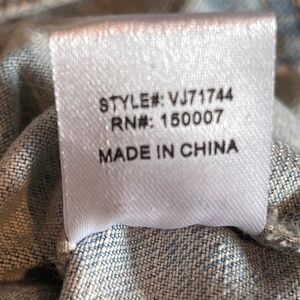 STYLE#: VJ71744
RN#: 150007
MADE IN CHINA